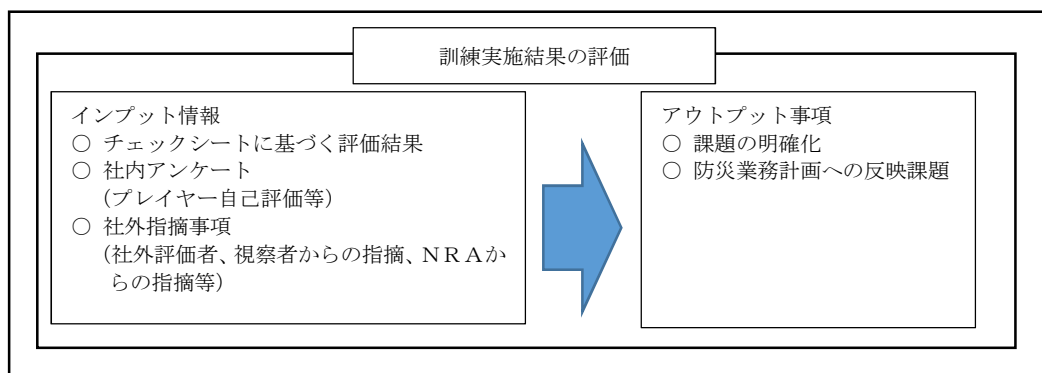 訓練実施結果の評価
インプット情報
○ チェックシートに基づく評価結果
○ 社内アンケート
(プレイヤー自己評価等)
○ 社外指摘事項
(社外評価者、視察者からの指摘、ＮＲＡか
らの指摘等)
アウトプット事項
○ 課題の明確化
○ 防災業務計画への反映課題